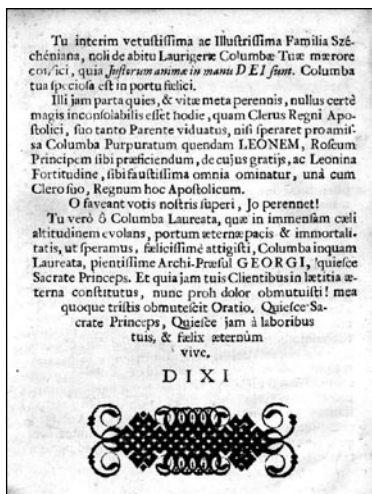 Tu interim vetuſtiſſima ac Illuſtriſſima Familia Szé-
chéniana, noli de abitu Laurigeræ Columbæ Tuæ mærore
confici, quia Juſtorum animæ in manu DEI ſunt. Columba
tua ſpecioſa eſt in portu fælici.
Illi jam parta quies, & vitæ meta perennis, nullus certè
magis inconſolabilis eſſet hodie, quam Clerus Regni Apo-
ſtolici, ſuo tanto Parente viduatus, niſi ſperaret pro amiſ-
ſa Columba Purpuratum quendam LEONEM, Roſeum
Principem ſibi præficiendum, de cujus gratijs, ac Leonina
Fortitudine, ſibi fauſtiſſima omnia ominatur, unà cum
Clero ſuo, Regnum hoc Apoſtolicum.
O faveant votis noſtris ſuperi, Jo perennet!
Tu verò ô Columba Laureata, quæ in immenſam cæli
altitudinem evolans, portum æternæ pacis & immortali-
tatis, ut ſperamus, fæliciſſimè attigiſti, Columba inquam
Laureata, pientiſſime Archi-Præſul GEORGI, quieſce
Sacrate Princeps. Et quia jam tuis Clientibus in lætitia æ-
terna conſtitutus, nunc proh dolor obmutuiſti! mea
quoque triſtis obmuteſcit Oratio. Quieſce Sa-
crate Princeps, Quieſce jam à laboribus
tuis, & fælix æternùm
vive.
DIXI